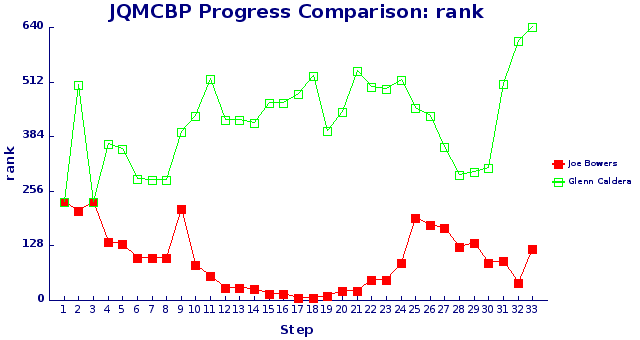 JQMCBP Progress Comparison: rank
640
512
384
256
128
0
rank
1 2 3 4 5 6 7 8 9 10 11 12 13 14 15 16 17 18 19 20 21 22 23 24 25 26 27 28 29 30 31 32 33
Step
Joe Bowers
Glenn Caldera